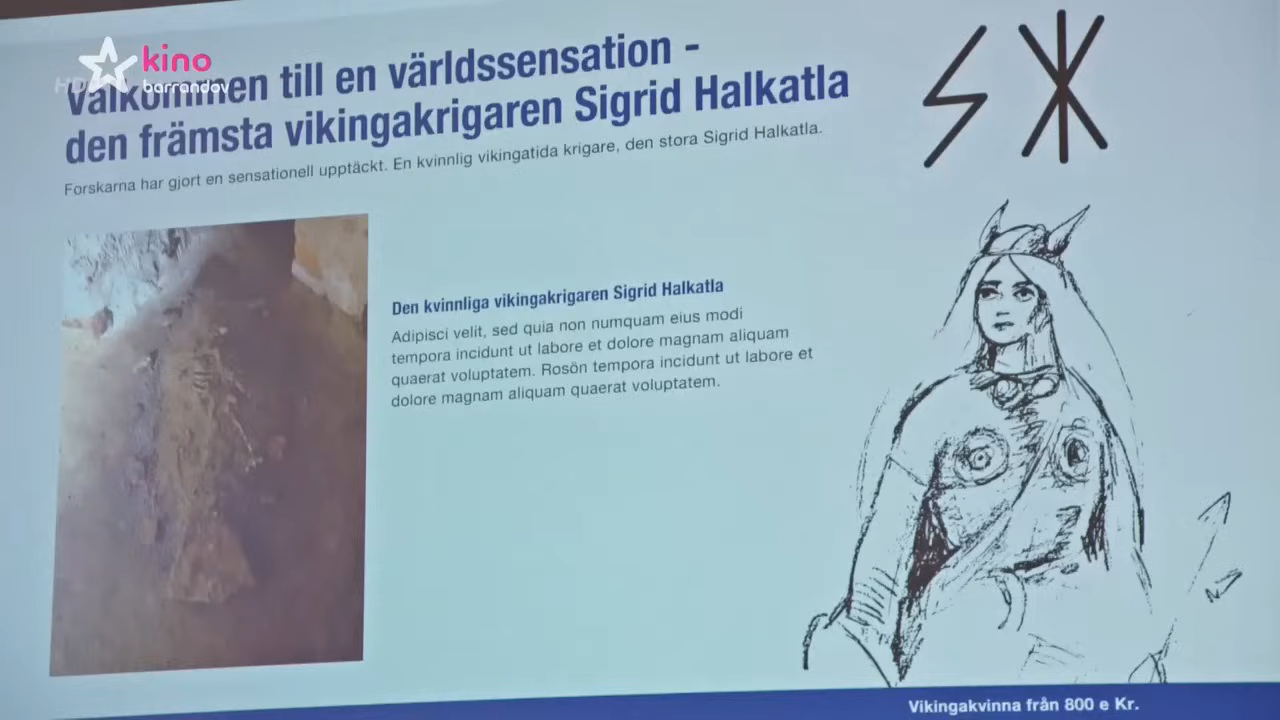 HD
kino
barrandov
Välkommen till en världssensation -
den främsta vikingakrigaren Sigrid Halkatla
Forskarna har gjort en sensationell upptäckt. En kvinnlig vikingatida krigare, den stora Sigrid Halkatla.
Den kvinnliga vikingakrigaren Sigrid Halkatla
Adipisci velit, sed quia non numquam eius modi
tempora incidunt ut labore et dolore magnam aliquam
quaerat voluptatem. Rosön tempora incidunt ut labore et
dolore magnam aliquam quaerat voluptatem.
Vikingakvinna från 800 e Kr.